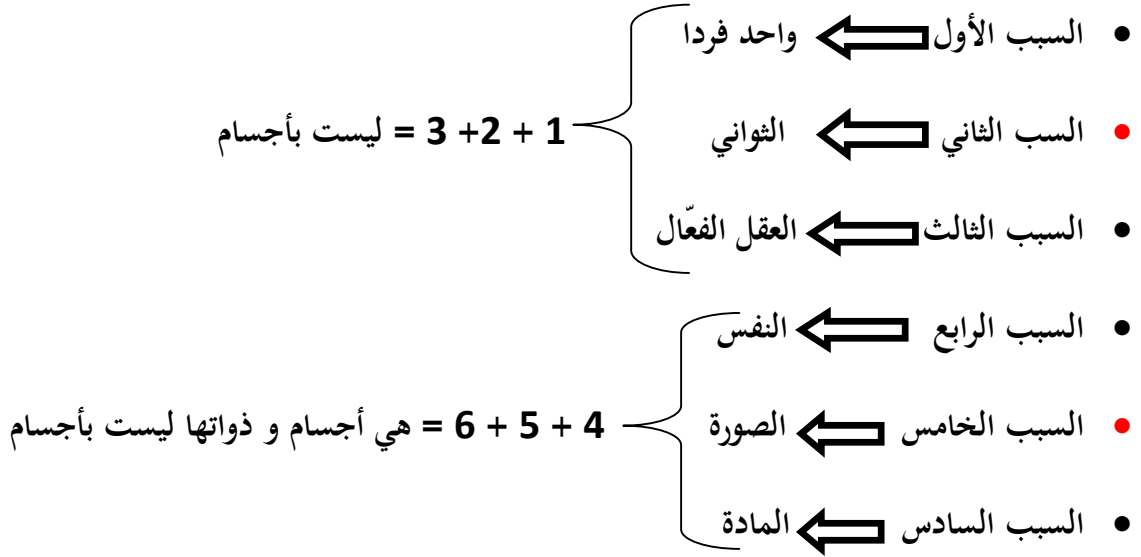 • السبب الأول واحد فردا
• السب الثاني الثواني
1 + 2+ 3 = ليست بأجسام
• السبب الثالث العقل الفعّال
• السبب الرابع النفس
• السبب الخامس الصورة
4 + 5 + 6 = هي أجسام و ذواتها ليست بأجسام
• السبب السادس المادة